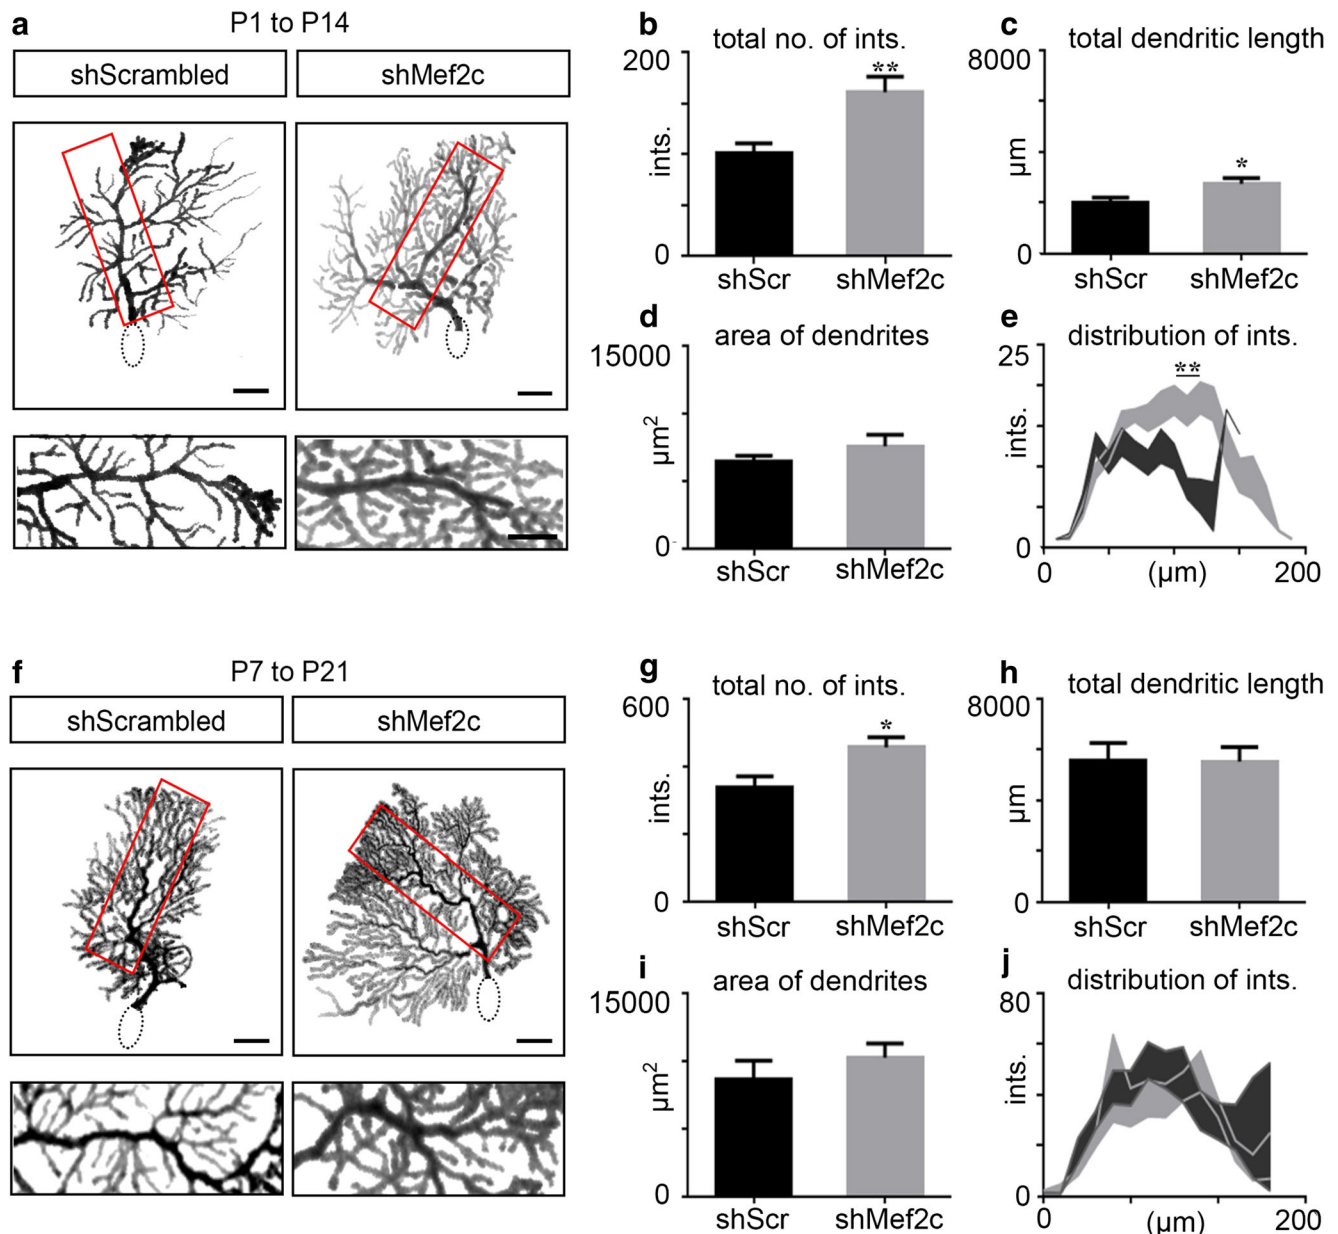 a
P1 to P14
shScrambled
shMef2c
b
total no. of ints.
200
ints.
0
**
shScr
shMef2c
c
total dendritic length
8000
µm
0
*
shScr
shMef2c
d
area of dendrites
15000
µm2
0
shScr
shMef2c
e
distribution of ints.
25
ints.
0
**
0
(µm)
200
f
P7 to P21
shScrambled
shMef2c
g
total no. of ints.
600
ints.
0
*
shScr
shMef2c
h
total dendritic length
8000
µm
0
shScr
shMef2c
i
area of dendrites
15000
µm2
0
shScr
shMef2c
j
distribution of ints.
80
ints.
0
0
(µm)
200